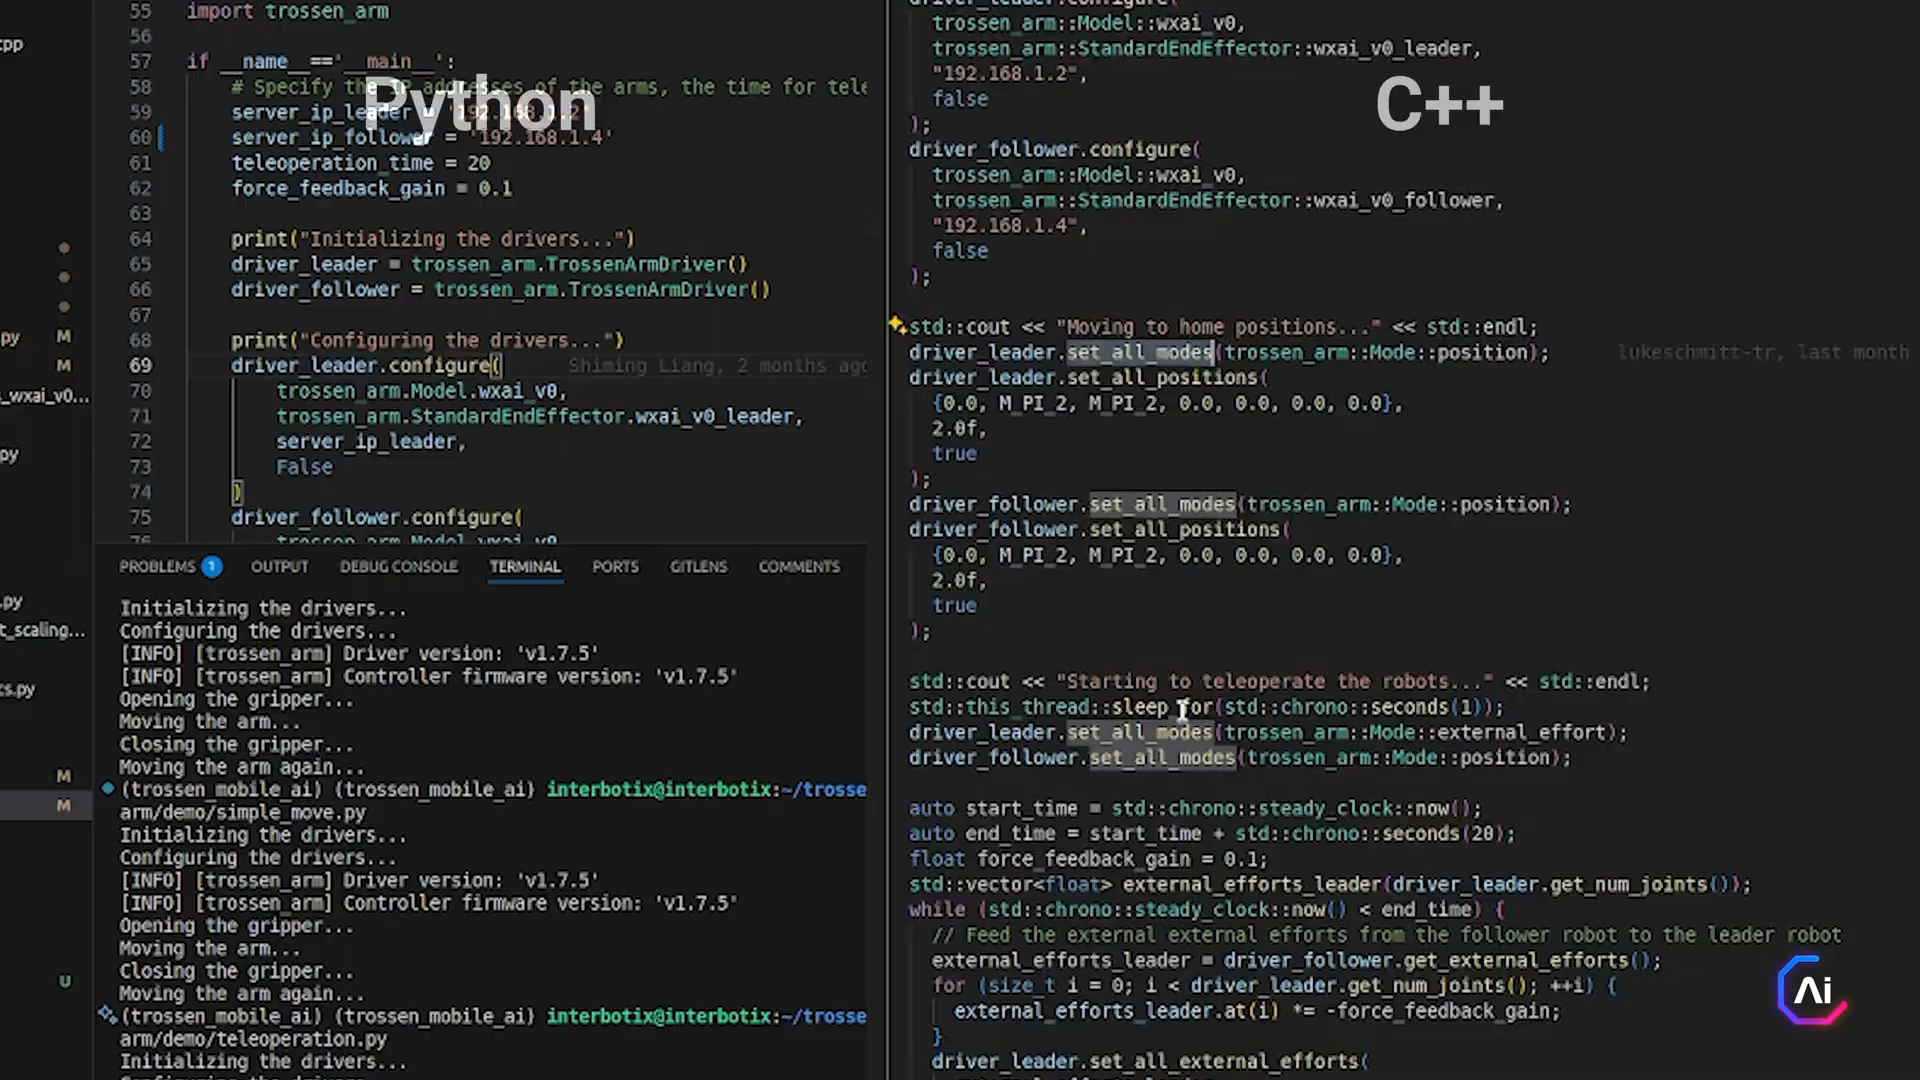 cpp
py
_wxai_v0...
py
.py
t_scaling...
cs.py
M
M
M
M
U
55 import trossen_arm
56
57 if __name__ =='__main__':
58 # Specify the IP addresses of the arms, the time for tele
59 server_ip_leader = '192.168.1.2'
60 server_ip_follower = '192.168.1.4'
61 teleoperation_time = 20
62 force_feedback_gain = 0.1
63
64 print("Initializing the drivers...")
65 driver_leader = trossen_arm.TrossenArmDriver()
66 driver_follower = trossen_arm.TrossenArmDriver()
67
68 print("Configuring the drivers...")
69 driver_leader.configure( Shiming Liang, 2 months ago
70 trossen_arm.Model.wxai_v0,
71 trossen_arm.StandardEndEffector.wxai_v0_leader,
72 server_ip_leader,
73 False
74 )
75 driver_follower.configure(
76 trossen_arm.Model.wxai_v0
Python
PROBLEMS 1 OUTPUT DEBUG CONSOLE TERMINAL PORTS GITLENS COMMENTS
Initializing the drivers...
Configuring the drivers...
[INFO] [trossen_arm] Driver version: 'v1.7.5'
[INFO] [trossen_arm] Controller firmware version: 'v1.7.5'
Opening the gripper...
Moving the arm...
Closing the gripper...
Moving the arm again...
(trossen_mobile_ai) (trossen_mobile_ai) interbotix@interbotix:~/trosse
arm/demo/simple_move.py
Initializing the drivers...
Configuring the drivers...
[INFO] [trossen_arm] Driver version: 'v1.7.5'
[INFO] [trossen_arm] Controller firmware version: 'v1.7.5'
Opening the gripper...
Moving the arm...
Closing the gripper...
Moving the arm again...
(trossen_mobile_ai) (trossen_mobile_ai) interbotix@interbotix:~/trosse
arm/demo/teleoperation.py
Initializing the drivers...
C++
driver_leader.configure(
trossen_arm::Model::wxai_v0,
trossen_arm::StandardEndEffector::wxai_v0_leader,
"192.168.1.2",
false
);
driver_follower.configure(
trossen_arm::Model::wxai_v0,
trossen_arm::StandardEndEffector::wxai_v0_follower,
"192.168.1.4",
false
);
std::cout << "Moving to home positions..." << std::endl;
driver_leader.set_all_modes(trossen_arm::Mode::position); lukeschmitt-tr, last month
driver_leader.set_all_positions(
{0.0, M_PI_2, M_PI_2, 0.0, 0.0, 0.0, 0.0},
2.0f,
true
);
driver_follower.set_all_modes(trossen_arm::Mode::position);
driver_follower.set_all_positions(
{0.0, M_PI_2, M_PI_2, 0.0, 0.0, 0.0, 0.0},
2.0f,
true
);
std::cout << "Starting to teleoperate the robots..." << std::endl;
std::this_thread::sleep_for(std::chrono::seconds(1));
driver_leader.set_all_modes(trossen_arm::Mode::external_effort);
driver_follower.set_all_modes(trossen_arm::Mode::position);
auto start_time = std::chrono::steady_clock::now();
auto end_time = start_time + std::chrono::seconds(20);
float force_feedback_gain = 0.1;
std::vector<float> external_efforts_leader(driver_leader.get_num_joints());
while (std::chrono::steady_clock::now() < end_time) {
// Feed the external external efforts from the follower robot to the leader robot
external_efforts_leader = driver_follower.get_external_efforts();
for (size_t i = 0; i < driver_leader.get_num_joints(); ++i) {
external_efforts_leader.at(i) *= -force_feedback_gain;
}
driver_leader.set_all_external_efforts(
Ai